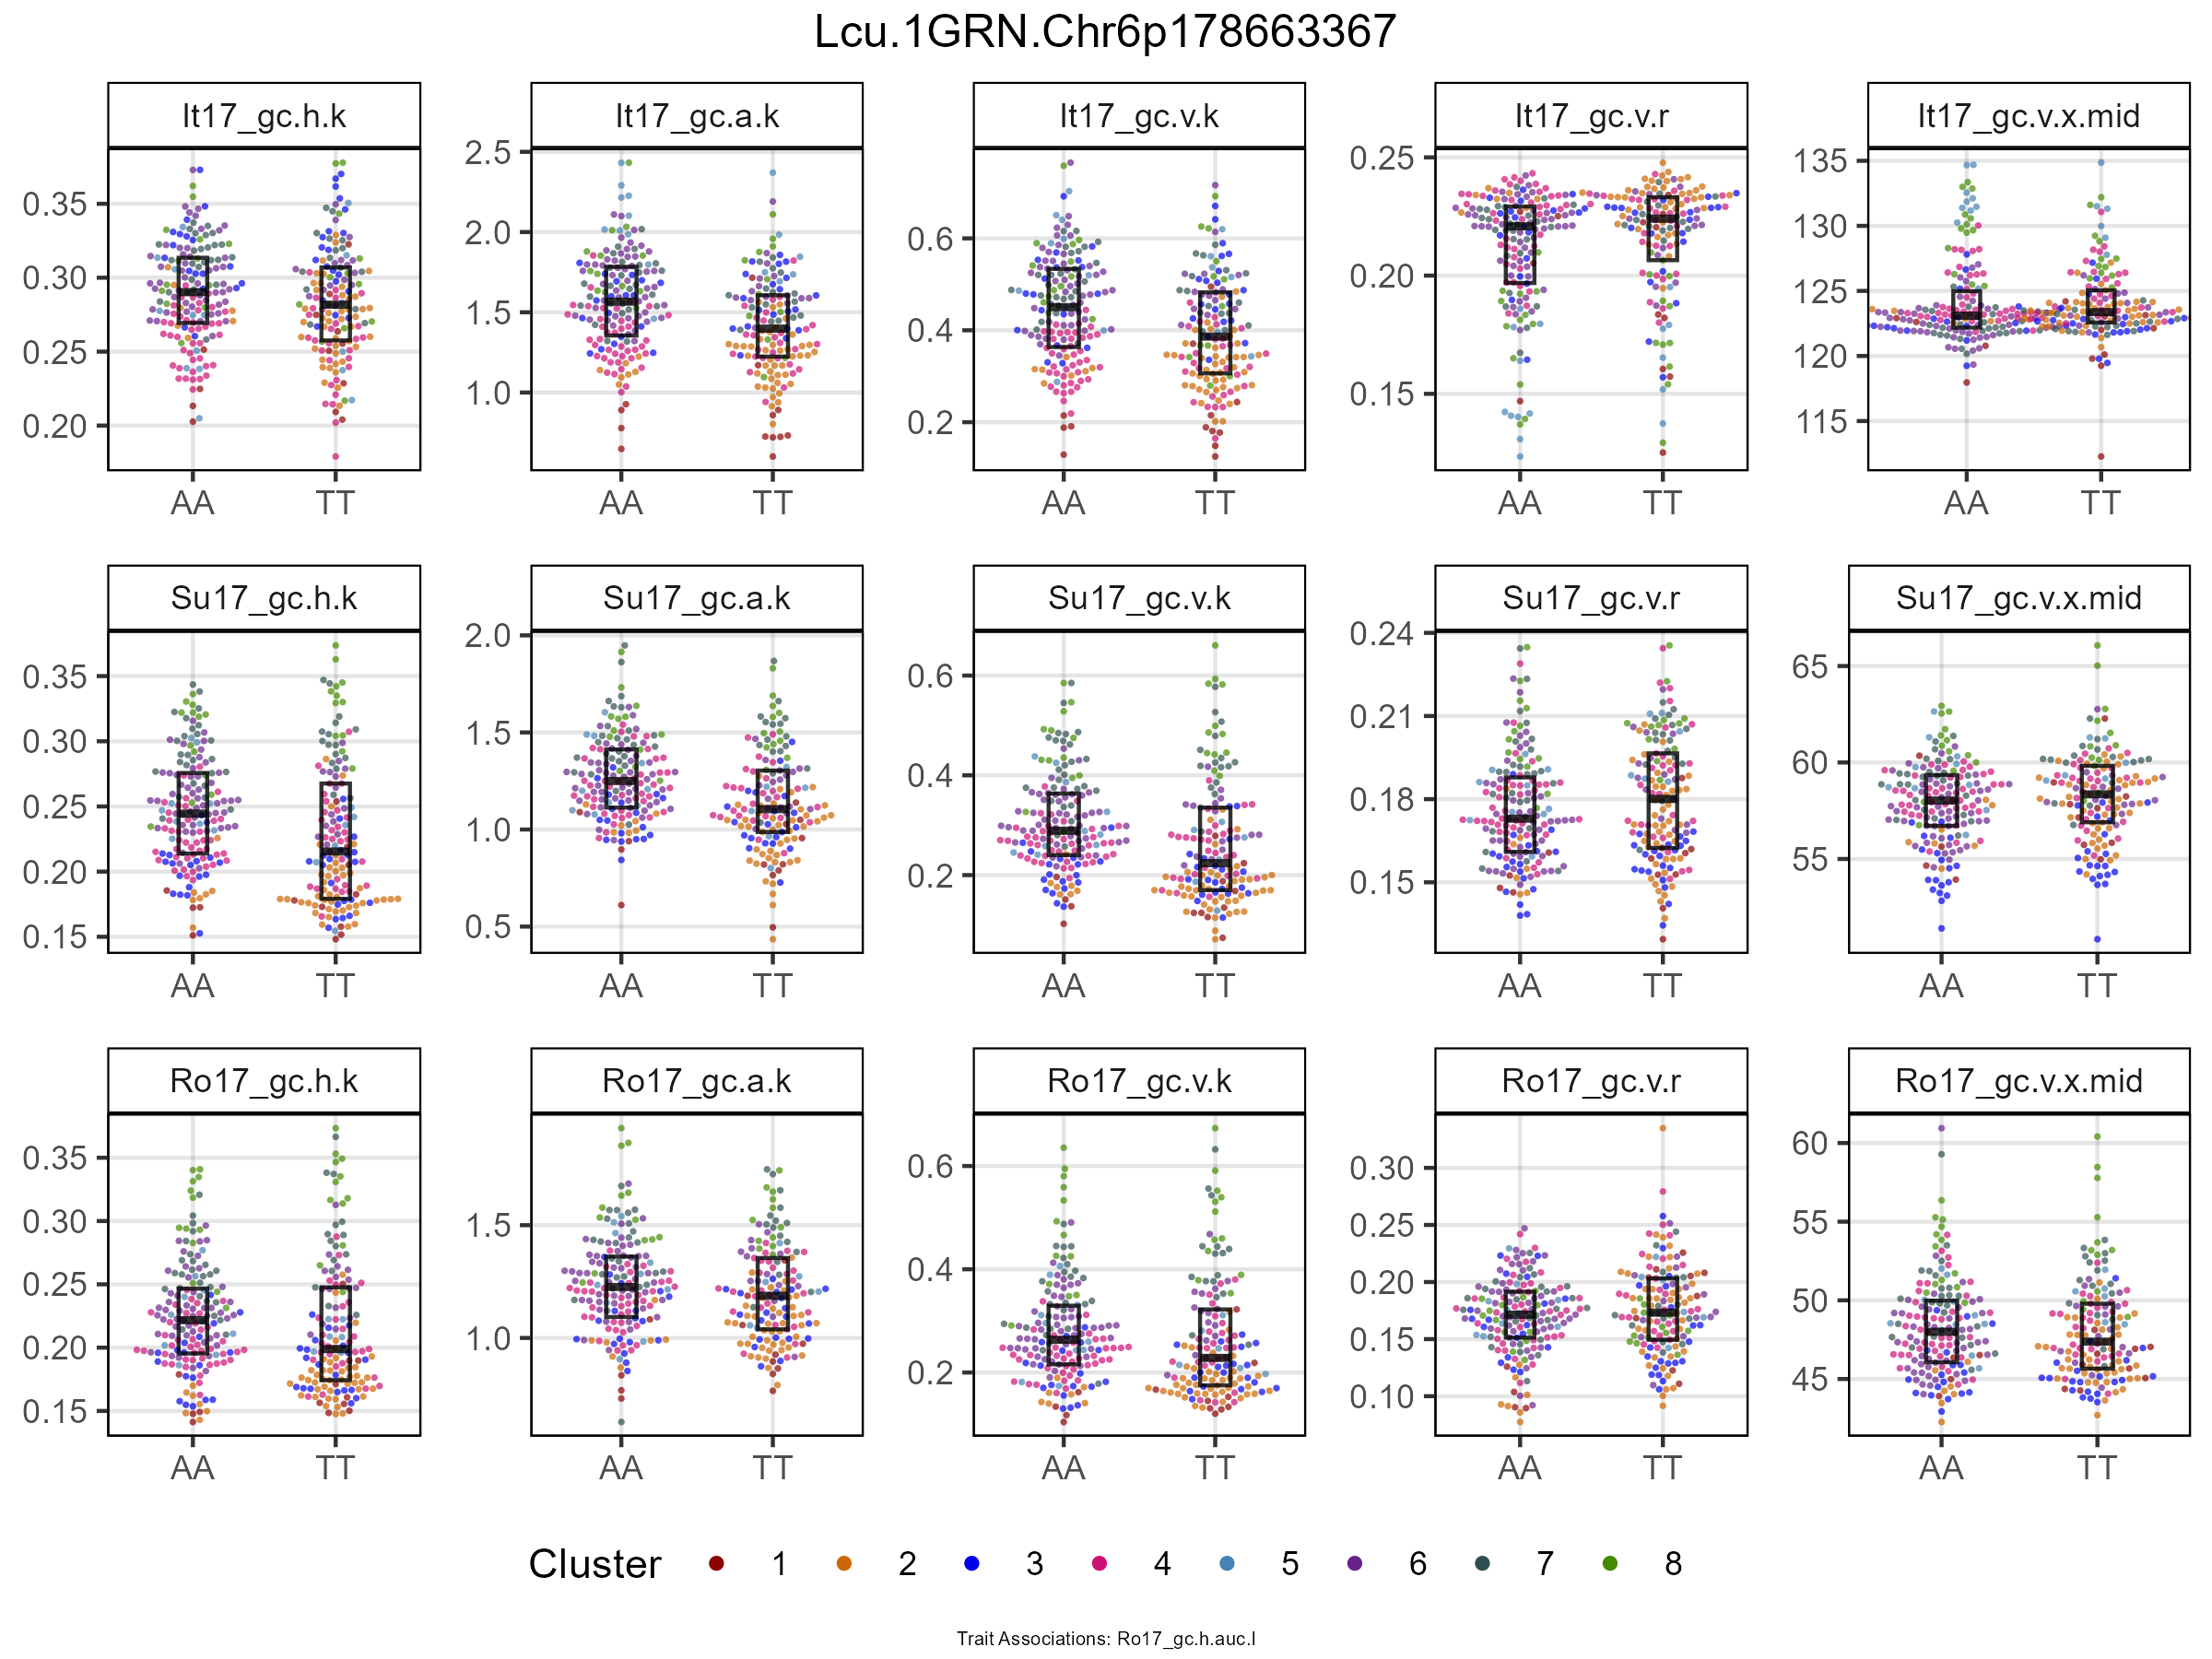 Lcu.1GRN.Chr6p178663367
It17_gc.h.k It17_gc.a.k It17_gc.v.k It17_gc.v.r It17_gc.v.x.mid
0.35 0.30 0.25 0.20
2.5 2.0 1.5 1.0
0.6 0.4 0.2
0.25 0.20 0.15
135 130 125 120 115
AA TT AA TT AA TT AA TT AA TT
Su17_gc.h.k Su17_gc.a.k Su17_gc.v.k Su17_gc.v.r Su17_gc.v.x.mid
0.35 0.30 0.25 0.20 0.15
2.0 1.5 1.0 0.5
0.6 0.4 0.2
0.24 0.21 0.18 0.15
65 60 55
AA TT AA TT AA TT AA TT AA TT
Ro17_gc.h.k Ro17_gc.a.k Ro17_gc.v.k Ro17_gc.v.r Ro17_gc.v.x.mid
0.35 0.30 0.25 0.20 0.15
1.5 1.0
0.6 0.4 0.2
0.30 0.25 0.20 0.15 0.10
60 55 50 45
AA TT AA TT AA TT AA TT AA TT
Cluster 1 2 3 4 5 6 7 8
Trait Associations: Ro17_gc.h.auc.l